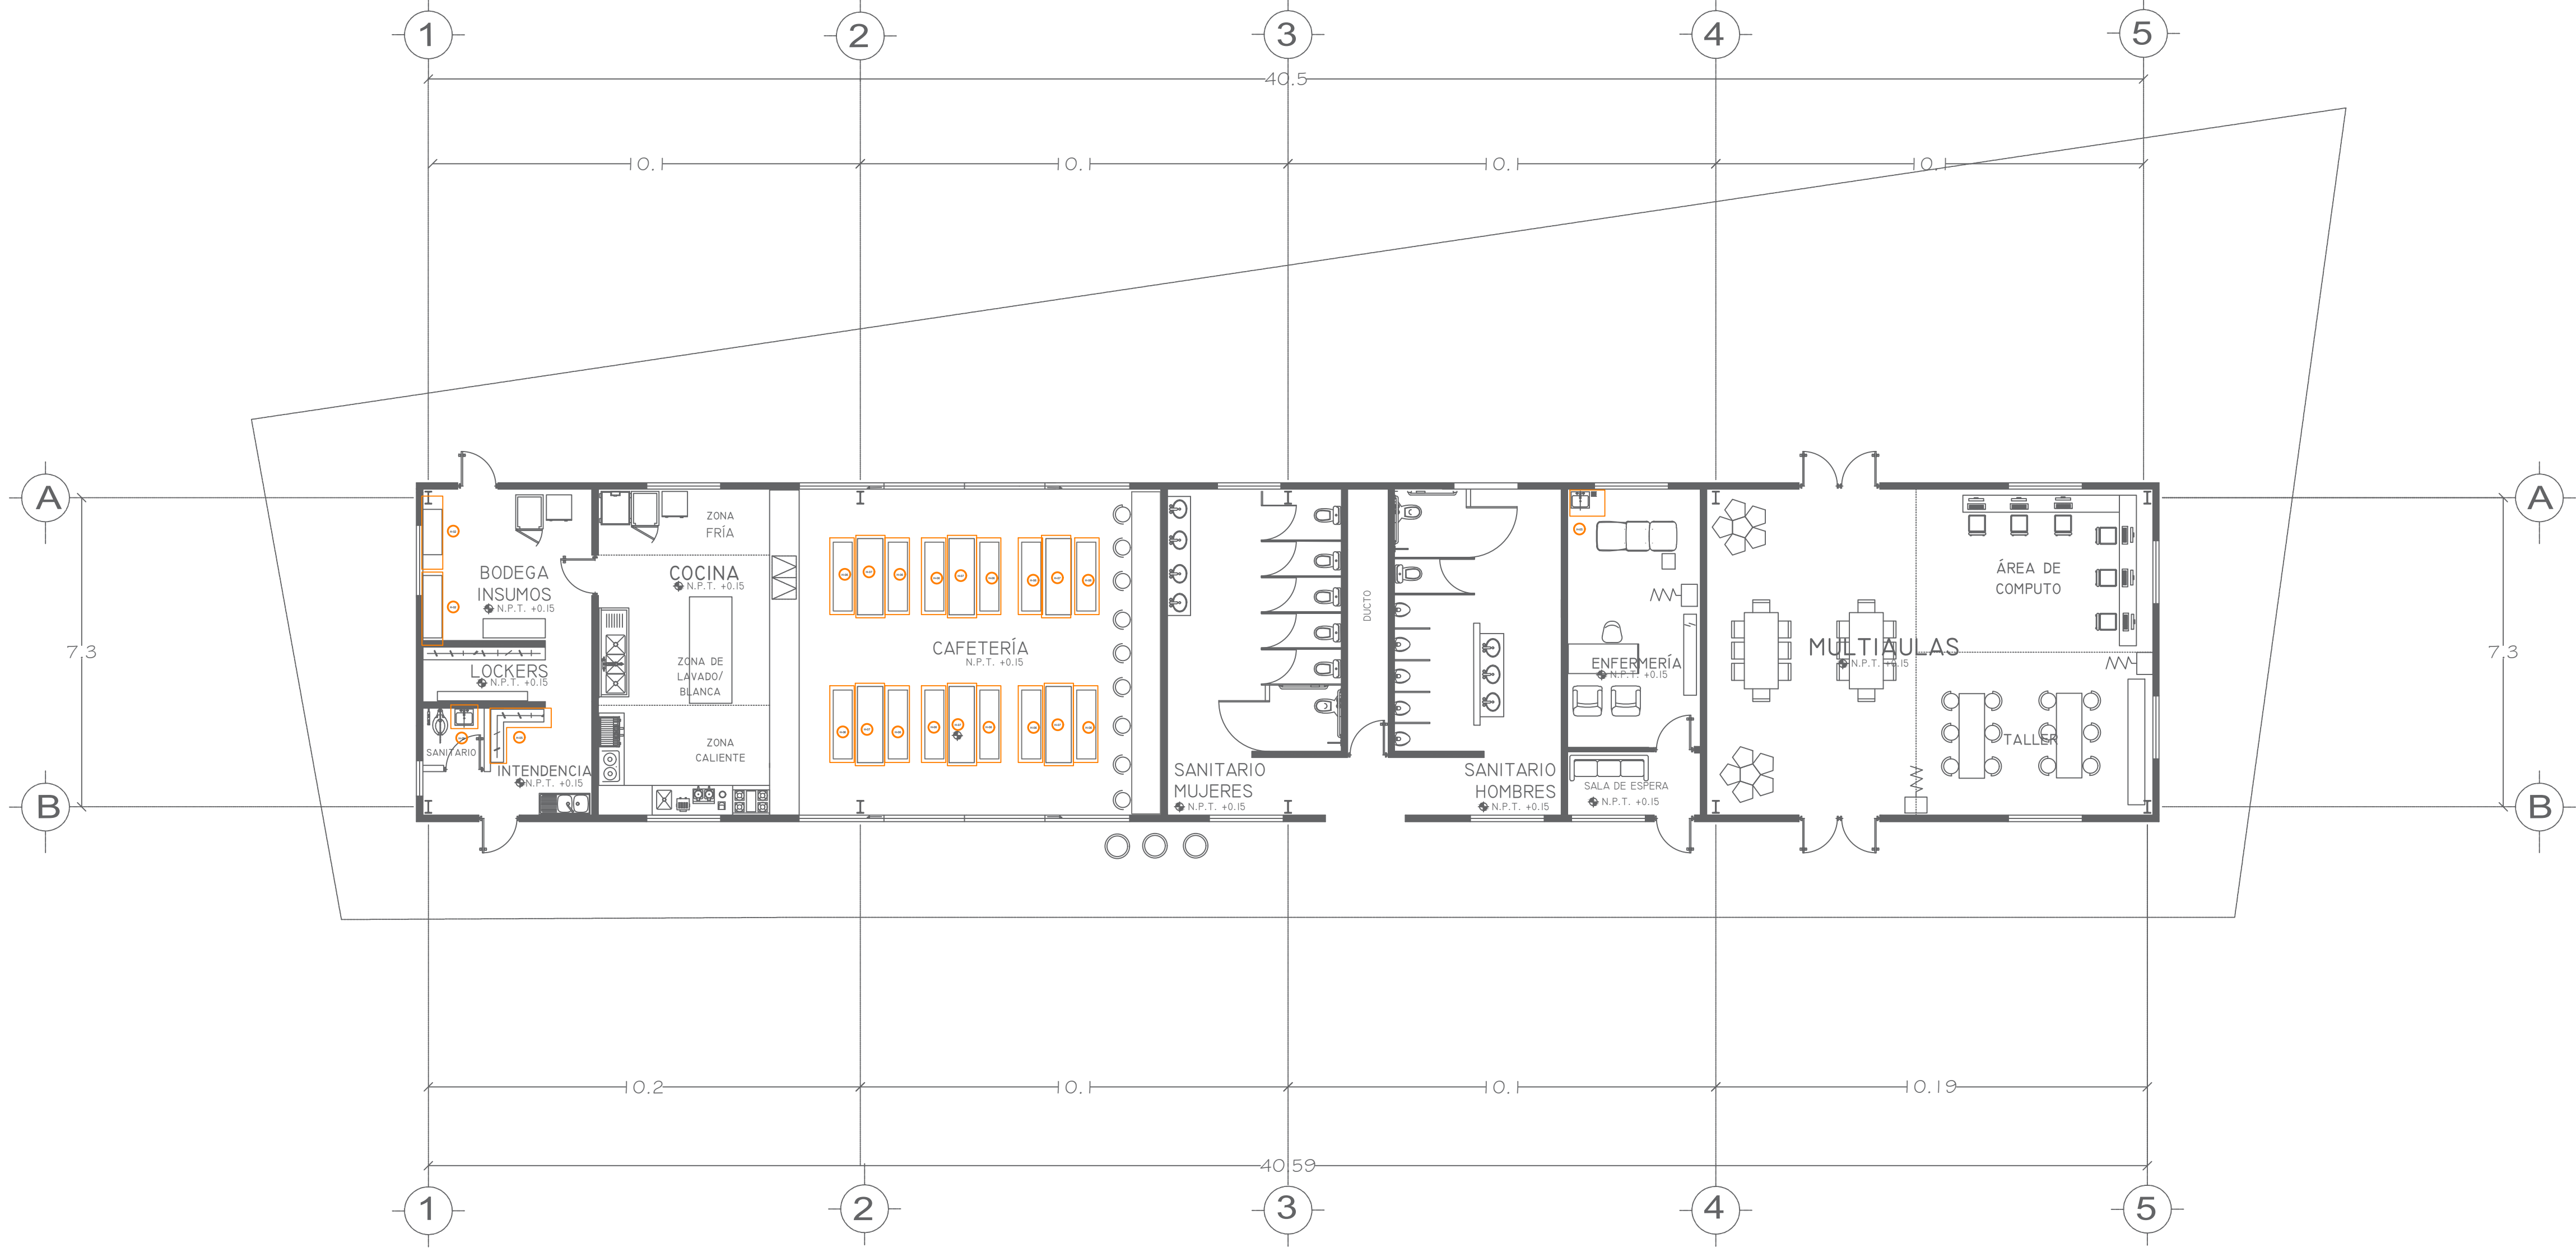 1
2
3
4
5
40.5
10.1
10.1
10.1
10.1
A
A
ZONA
FRÍA
BODEGA
INSUMOS
N.P.T. +0.15
COCINA
N.P.T. +0.15
ÁREA DE
COMPUTO
DUCTO
CAFETERÍA
N.P.T. +0.15
MULTIAULAS
N.P.T. +0.15
7.3
7.3
LOCKERS
N.P.T. +0.15
ZONA DE
LAVADO/
BLANCA
ENFERMERÍA
N.P.T. +0.15
SANITARIO
ZONA
CALIENTE
TALLER
INTENDENCIA
N.P.T. +0.15
SANITARIO
MUJERES
N.P.T. +0.15
SANITARIO
HOMBRES
N.P.T. +0.15
SALA DE ESPERA
N.P.T. +0.15
B
B
10.2
10.1
10.1
10.19
40.59
1
2
3
4
5